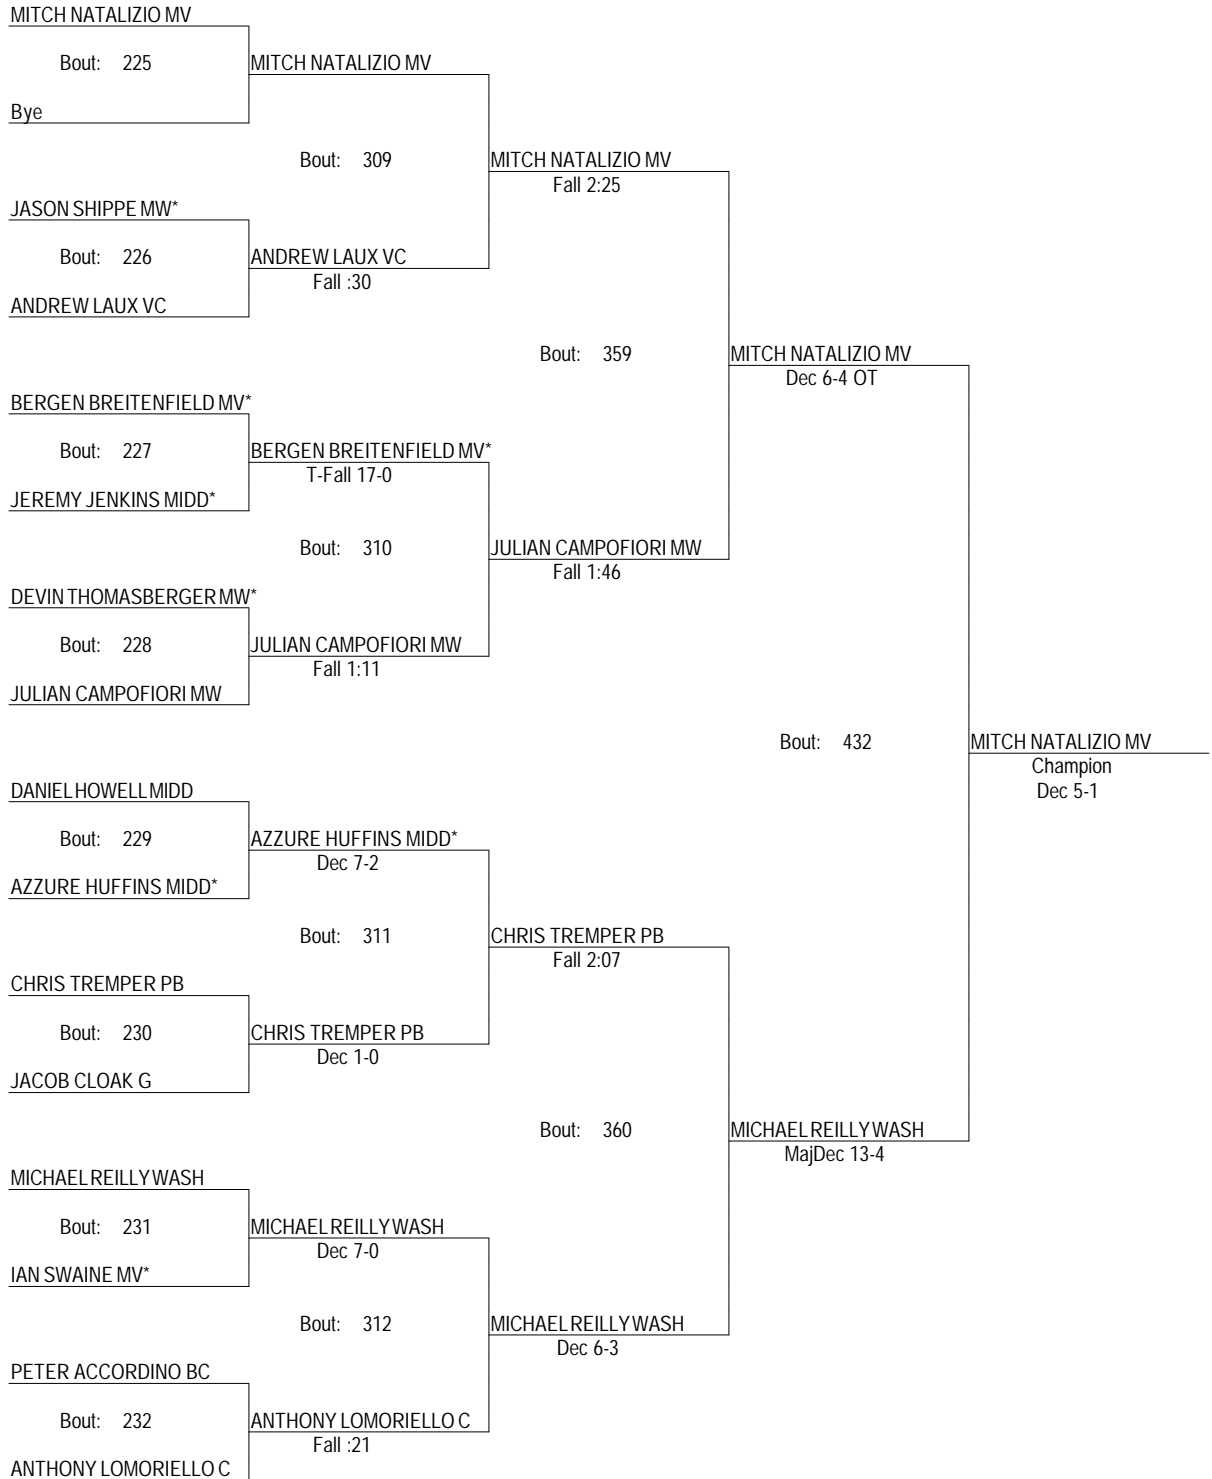 MITCH NATALIZIO MV
Bout: 225 MITCH NATALIZIO MV
Bye
Bout: 309 MITCH NATALIZIO MV
Fall 2:25
JASON SHIPPE MW*
Bout: 226 ANDREW LAUX VC
Fall :30
ANDREW LAUX VC
Bout: 359 MITCH NATALIZIO MV
Dec 6-4 OT
BERGEN BREITENFIELD MV*
Bout: 227 BERGEN BREITENFIELD MV*
T-Fall 17-0
JEREMY JENKINS MIDD*
Bout: 310 JULIAN CAMPOFIORI MW
Fall 1:46
DEVIN THOMASBERGER MW*
Bout: 228 JULIAN CAMPOFIORI MW
Fall 1:11
JULIAN CAMPOFIORI MW
Bout: 432 MITCH NATALIZIO MV
Champion
DANIEL HOWELL MIDD Dec 5-1
Bout: 229 AZZURE HUFFINS MIDD*
Dec 7-2
AZZURE HUFFINS MIDD*
Bout: 311 CHRIS TREMPER PB
Fall 2:07
CHRIS TREMPER PB
Bout: 230 CHRIS TREMPER PB
Dec 1-0
JACOB CLOAK G
Bout: 360 MICHAEL REILLY WASH
MajDec 13-4
MICHAEL REILLY WASH
Bout: 231 MICHAEL REILLY WASH
Dec 7-0
IAN SWAINE MV*
Bout: 312 MICHAEL REILLY WASH
Dec 6-3
PETER ACCORDINO BC
Bout: 232 ANTHONY LOMORIELLO C
Fall :21
ANTHONY LOMORIELLO C